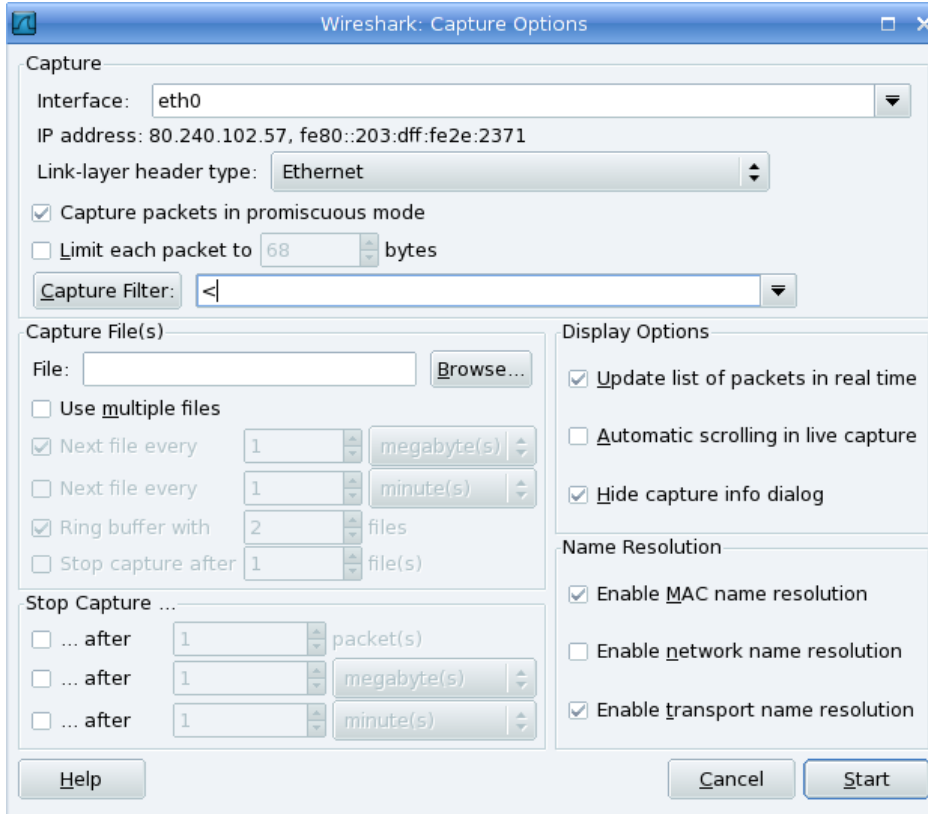 Wireshark: Capture Options
Capture
Interface: eth0
IP address: 80.240.102.57, fe80::203:dff:fe2e:2371
Link-layer header type: Ethernet
Capture packets in promiscuous mode
Limit each packet to 68 bytes
Capture Filter: <
Capture File(s)
File: Browse...
Use multiple files
Next file every 1 megabyte(s)
Next file every 1 minute(s)
Ring buffer with 2 files
Stop capture after 1 file(s)
Stop Capture ...
... after 1 packet(s)
... after 1 megabyte(s)
... after 1 minute(s)
Display Options
Update list of packets in real time
Automatic scrolling in live capture
Hide capture info dialog
Name Resolution
Enable MAC name resolution
Enable network name resolution
Enable transport name resolution
Help Cancel Start